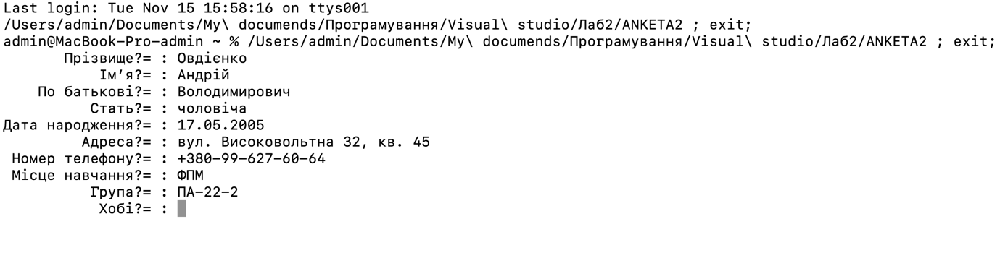 Last login: Tue Nov 15 15:58:16 on ttys001
/Users/admin/Documents/My\ documends/Програмування/Visual\ studio/Лаб2/ANKETA2 ; exit;
admin@MacBook-Pro-admin ~ % /Users/admin/Documents/My\ documends/Програмування/Visual\ studio/Лаб2/ANKETA2 ; exit;
Прізвище?= : Овдієнко
Ім’я?= : Андрій
По батькові?= : Володимирович
Стать?= : чоловіча
Дата народження?= : 17.05.2005
Адреса?= : вул. Високовольтна 32, кв. 45
Номер телефону?= : +380-99-627-60-64
Місце навчання?= : ФПМ
Група?= : ПА-22-2
Хобі?= :